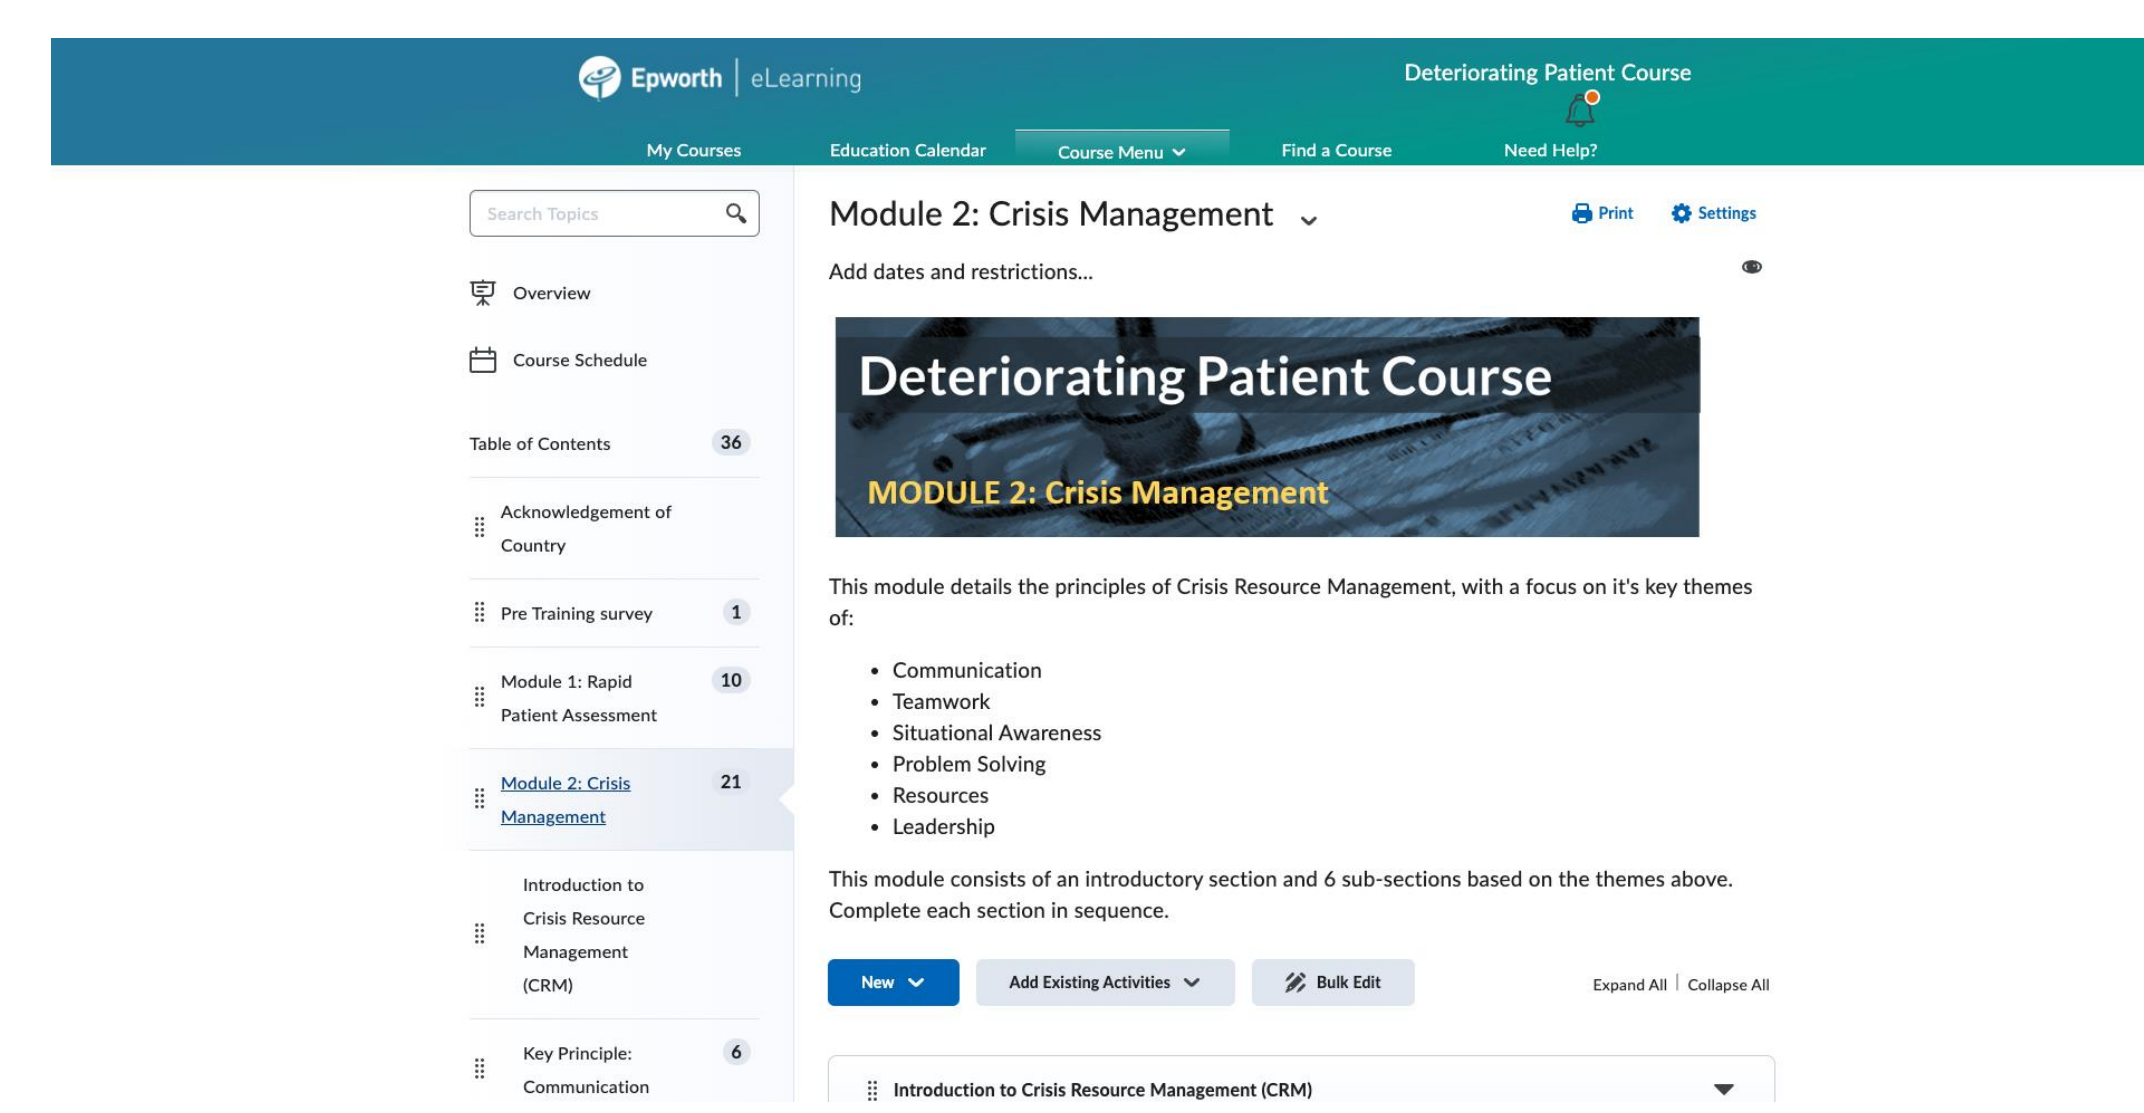 Epworth | eLearning
Deteriorating Patient Course
My Courses
Education Calendar
Course Menu
Find a Course
Need Help?
Search Topics
Overview
Course Schedule
Table of Contents
36
Acknowledgement of
Country
Pre Training survey
1
Module 1: Rapid
Patient Assessment
10
Module 2: Crisis
Management
21
Introduction to
Crisis Resource
Management
(CRM)
Key Principle:
Communication
6
Module 2: Crisis Management
Print
Settings
Add dates and restrictions...
Deteriorating Patient Course
MODULE 2: Crisis Management
This module details the principles of Crisis Resource Management, with a focus on it's key themes
of:
• Communication
• Teamwork
• Situational Awareness
• Problem Solving
• Resources
• Leadership
This module consists of an introductory section and 6 sub-sections based on the themes above.
Complete each section in sequence.
New
Add Existing Activities
Bulk Edit
Expand All | Collapse All
Introduction to Crisis Resource Management (CRM)